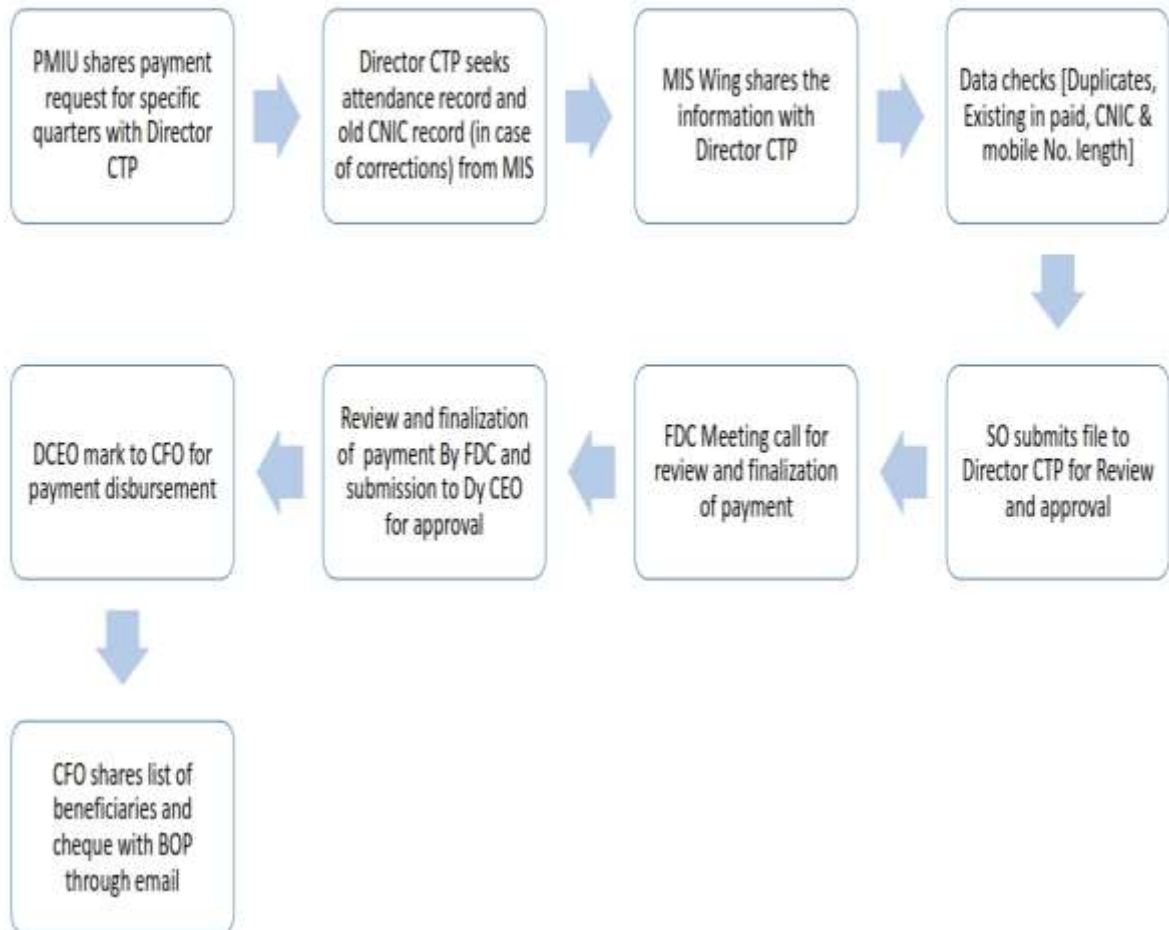 PMIU shares payment
request for specific
quarters with Director
CTP
Director CTP seeks
attendance record and
old CNIC record (in case
of corrections) from MIS
MIS Wing shares the
information with
Director CTP
Data checks [Duplicates,
Existing in paid, CNIC &
mobile No. length]
SO submits file to
Director CTP for Review
and approval
FDC Meeting call for
review and finalization
of payment
Review and finalization
of payment By FDC and
submission to Dy CEO
for approval
DCEO mark to CFO for
payment disbursement
CFO shares list of
beneficiaries and
cheque with BOP
through email